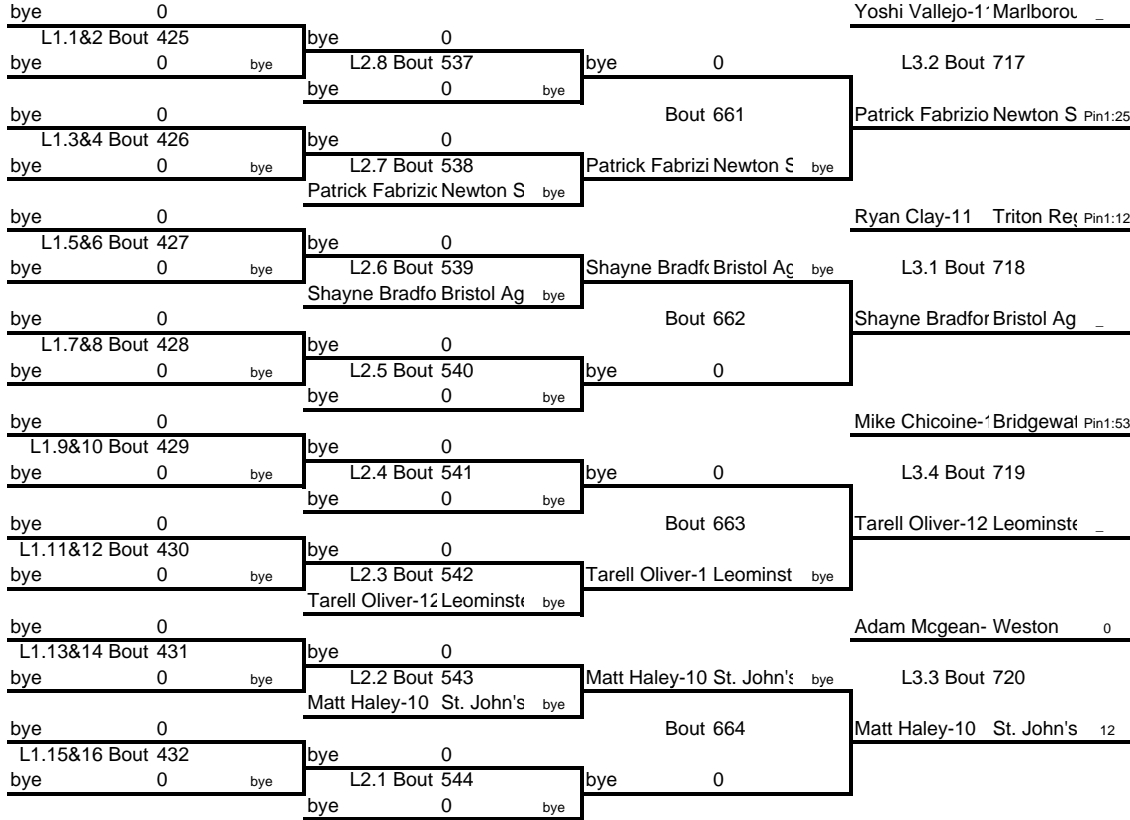 bye 0 Yoshi Vallejo-1 Marlborou _
L1.1&2 Bout 425 bye 0
bye 0 bye L2.8 Bout 537 bye 0 L3.2 Bout 717
bye 0 bye
bye 0 Bout 661 Patrick Fabrizio Newton S Pin1:25
L1.3&4 Bout 426 bye 0
bye 0 bye L2.7 Bout 538 Patrick Fabrizi Newton S bye
Patrick Fabrizio Newton S bye
bye 0 Ryan Clay-11 Triton Reg Pin1:12
L1.5&6 Bout 427 bye 0
bye 0 bye L2.6 Bout 539 Shayne Bradfo Bristol Ag bye L3.1 Bout 718
Shayne Bradfo Bristol Ag bye
bye 0 Bout 662 Shayne Bradfor Bristol Ag _
L1.7&8 Bout 428 bye 0
bye 0 bye L2.5 Bout 540 bye 0
bye 0 bye
bye 0 Mike Chicoine-1 Bridgewat Pin1:53
L1.9&10 Bout 429 bye 0
bye 0 bye L2.4 Bout 541 bye 0 L3.4 Bout 719
bye 0 bye
bye 0 Bout 663 Tarell Oliver-12 Leominste _
L1.11&12 Bout 430 bye 0
bye 0 bye L2.3 Bout 542 Tarell Oliver-1 Leominst bye
Tarell Oliver-12 Leominste bye
bye 0 Adam Mcgean- Weston 0
L1.13&14 Bout 431 bye 0
bye 0 bye L2.2 Bout 543 Matt Haley-10 St. John's bye L3.3 Bout 720
Matt Haley-10 St. John's bye
bye 0 Bout 664 Matt Haley-10 St. John's 12
L1.15&16 Bout 432 bye 0
bye 0 bye L2.1 Bout 544 bye 0
bye 0 bye